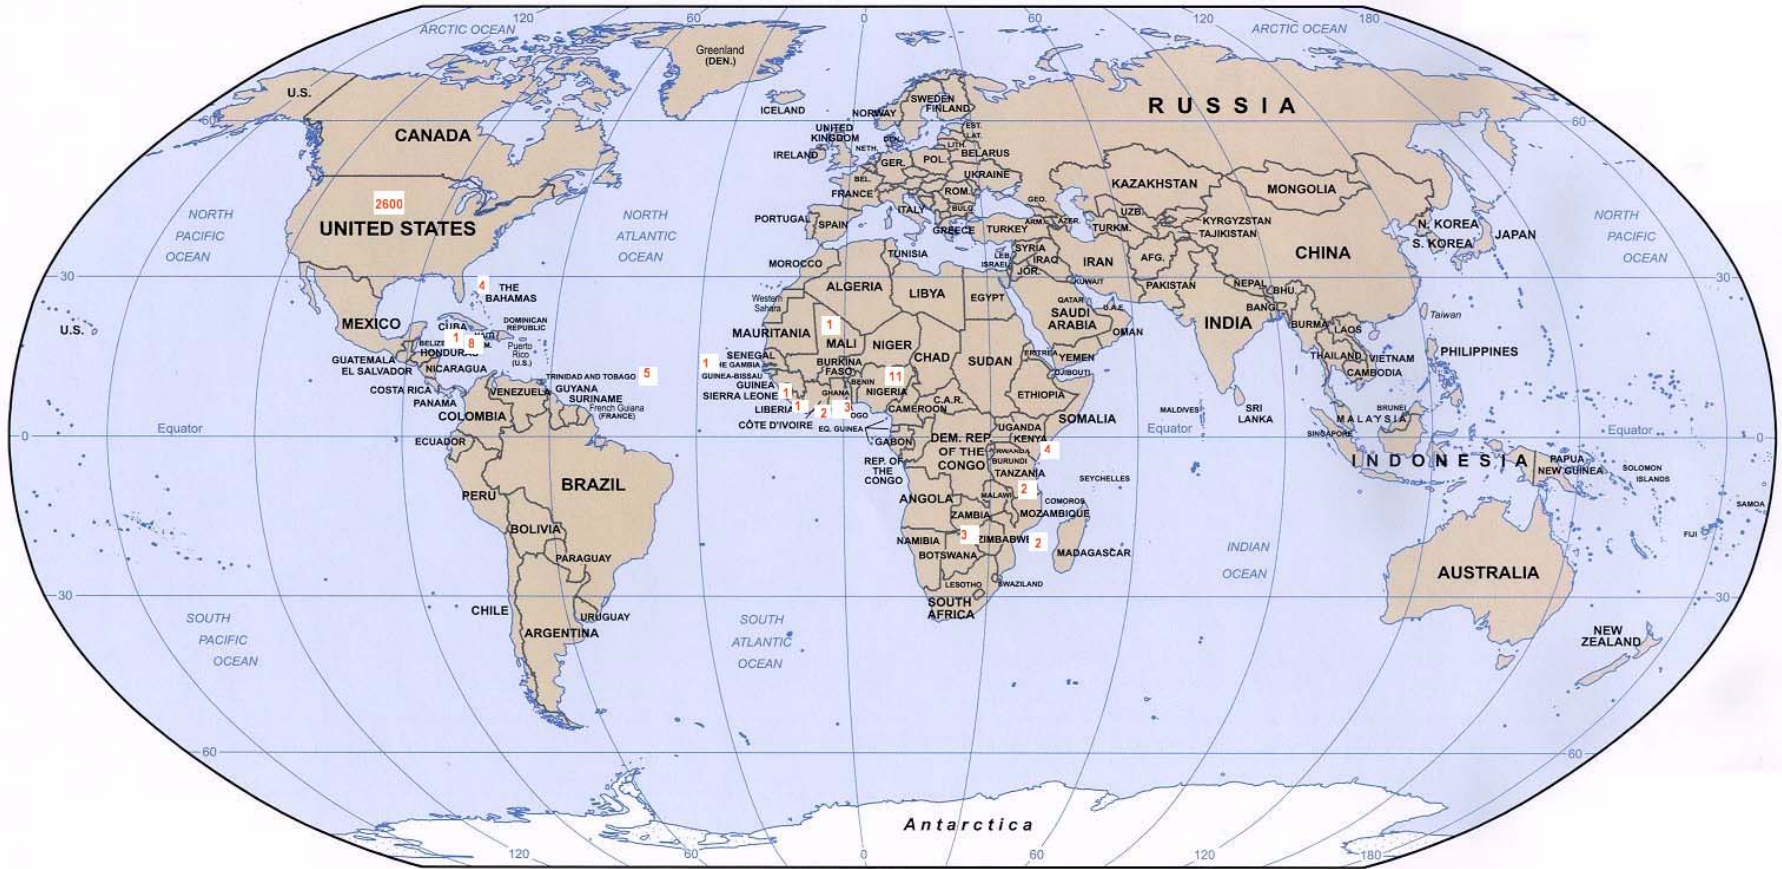 120
60
0
60
120
180
ARCTIC OCEAN
ARCTIC OCEAN
Greenland
(DEN.)
U.S.
ICELAND
NORWAY
SWEDEN
FINLAND
RUSSIA
60
60
CANADA
UNITED
KINGDOM
EST.
LAT.
LITH.
DEN.
NETH.
IRELAND
GER.
POL.
BELARUS
BEL.
UKRAINE
FRANCE
ROM.
KAZAKHSTAN
MONGOLIA
2600
UNITED STATES
NORTH
PACIFIC
OCEAN
NORTH
ATLANTIC
OCEAN
ITALY
BULG.
GEO.
UZB.
KYRGYZSTAN
PORTUGAL
SPAIN
GREECE
TURKEY
ARM.
AZER.
TURKM.
TAJIKISTAN
N. KOREA
S. KOREA
JAPAN
NORTH
PACIFIC
OCEAN
TUNISIA
SYRIA
LEB.
ISRAEL
IRAQ
JOR.
IRAN
AFG.
CHINA
MOROCCO
30
30
4
THE
BAHAMAS
ALGERIA
LIBYA
EGYPT
KUWAIT
PAKISTAN
NEPAL
BHU.
Western
Sahara
QATAR
U.A.E.
SAUDI
ARABIA
BANG.
U.S.
MEXICO
CUBA
HAITI
DOMINICAN
REPUBLIC
1
8
BELIZE
HONDURAS
Puerto
Rico
(U.S.)
MAURITANIA
1
MALI
NIGER
CHAD
SUDAN
OMAN
INDIA
BURMA
LAOS
Taiwan
GUATEMALA
EL SALVADOR
NICARAGUA
1
SENEGAL
THE GAMBIA
GUINEA-BISSAU
BURKINA
FASO
ERITREA
YEMEN
DJIBOUTI
THAILAND
VIETNAM
CAMBODIA
PHILIPPINES
TRINIDAD AND TOBAGO
5
COSTA RICA
PANAMA
VENEZUELA
GUYANA
SURINAME
French Guiana
(FRANCE)
GUINEA
1
SIERRA LEONE
LIBERIA
1
2
3
BENIN
GHANA
11
NIGERIA
C.A.R.
ETHIOPIA
COLOMBIA
CÔTE D'IVOIRE
OGO
CAMEROON
EQ. GUINEA
SOMALIA
MALDIVES
SRI
LANKA
BRUNEI
MALAYSIA
SINGAPORE
0
Equator
Equator
Equator
0
ECUADOR
GABON
DEM. REP.
OF THE
CONGO
UGANDA
KENYA
RWANDA
BURUNDI
4
REP. OF
THE
CONGO
TANZANIA
SEYCHELLES
INDONESIA
PAPUA
NEW GUINEA
SOLOMON
ISLANDS
PERU
BRAZIL
2
ANGOLA
MALAWI
COMOROS
SAMOA
ZAMBIA
MOZAMBIQUE
BOLIVIA
3
NAMIBIA
ZIMBABWE
2
FIJI
BOTSWANA
MADAGASCAR
INDIAN
OCEAN
PARAGUAY
AUSTRALIA
LESOTHO
SWAZILAND
30
30
SOUTH
AFRICA
CHILE
URUGUAY
SOUTH
PACIFIC
OCEAN
SOUTH
ATLANTIC
OCEAN
ARGENTINA
NEW
ZEALAND
60
60
Antarctica
120
60
0
60
120
180